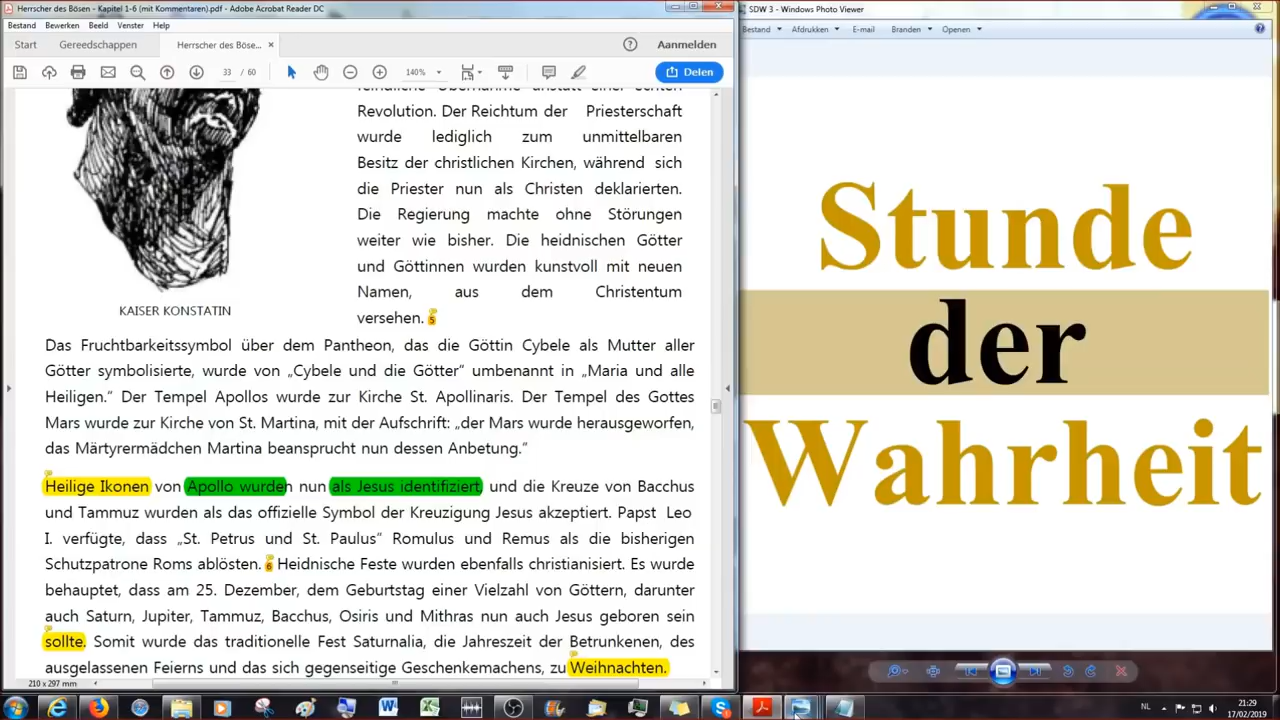 Herrscher des Bösen - Kapitel 1-6 (mit Kommentaren).pdf - Adobe Acrobat Reader DC
Bestand Bewerken Beeld Venster Help
Start Gereedschappen Herrscher des Böse... × Aanmelden
33 / 60 140% Delen
Revolution. Der Reichtum der Priesterschaft
wurde lediglich zum unmittelbaren
Besitz der christlichen Kirchen, während sich
die Priester nun als Christen deklarierten.
Die Regierung machte ohne Störungen
weiter wie bisher. Die heidnischen Götter
und Göttinnen wurden kunstvoll mit neuen
Namen, aus dem Christentum
versehen. 5
KAISER KONSTATIN
Das Fruchtbarkeitssymbol über dem Pantheon, das die Göttin Cybele als Mutter aller
Götter symbolisierte, wurde von „Cybele und die Götter“ umbenannt in „Maria und alle
Heiligen.“ Der Tempel Apollos wurde zur Kirche St. Apollinaris. Der Tempel des Gottes
Mars wurde zur Kirche von St. Martina, mit der Aufschrift: „der Mars wurde herausgeworfen,
das Märtyrermädchen Martina beansprucht nun dessen Anbetung.“
Heilige Ikonen von Apollo wurden nun als Jesus identifiziert, und die Kreuze von Bacchus
und Tammuz wurden als das offizielle Symbol der Kreuzigung Jesus akzeptiert. Papst Leo
I. verfügte, dass „St. Petrus und St. Paulus“ Romulus und Remus als die bisherigen
Schutzpatrone Roms ablösten. 6 Heidnische Feste wurden ebenfalls christianisiert. Es wurde
behauptet, dass am 25. Dezember, dem Geburtstag einer Vielzahl von Göttern, darunter
auch Saturn, Jupiter, Tammuz, Bacchus, Osiris und Mithras nun auch Jesus geboren sein
sollte. Somit wurde das traditionelle Fest Saturnalia, die Jahreszeit der Betrunkenen, des
ausgelassenen Feierns und das sich gegenseitige Geschenkemachens, zu Weihnachten.
210 x 297 mm
SDW 3 - Windows Photo Viewer
Bestand Afdrukken E-mail Branden Openen
Stunde
der
Wahrheit
NL 21:29
17/02/2019